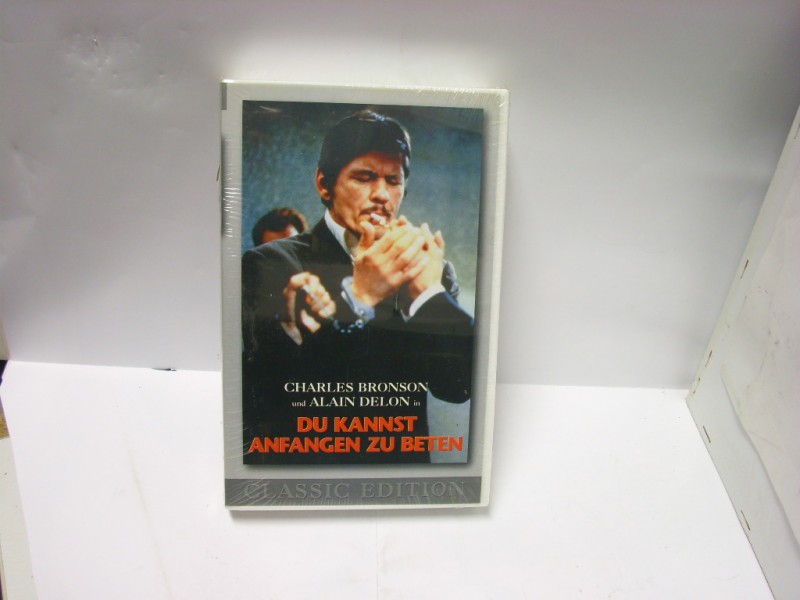 CHARLES BRONSON
und ALAIN DELON in
DU KANNST
ANFANGEN ZU BETEN
CLASSIC EDITION